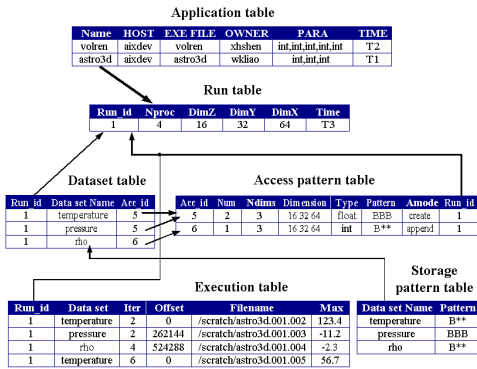 Application table
Name HOST EXE FILE OWNER PARA TIME
volren aixdev volren xhshen int,int,int,int,int T2
astro3d aixdev astro3d wkliao int,int,int T1
Run table
Run_id Nproc DimZ DimY DimX Time
1 4 16 32 64 T3
Dataset table
Run_id Data set Name Acc_id
1 temperature 5
1 pressure 5
1 rho 6
Access pattern table
Acc_id Num Ndims Dimension Type Pattern Amode Run_id
5 2 3 16 32 64 float BBB create 1
6 1 3 16 32 64 int B** append 1
Execution table
Run_id Data set Iter Offset Filename Max
1 temperature 2 0 /scratch/astro3d.001.002 123.4
1 pressure 2 262144 /scratch/astro3d.001.003 -11.2
1 rho 4 524288 /scratch/astro3d.001.004 -2.3
1 temperature 6 0 /scratch/astro3d.001.005 56.7
Storage
pattern table
Data set Name Pattern
temperature B**
pressure BBB
rho B**